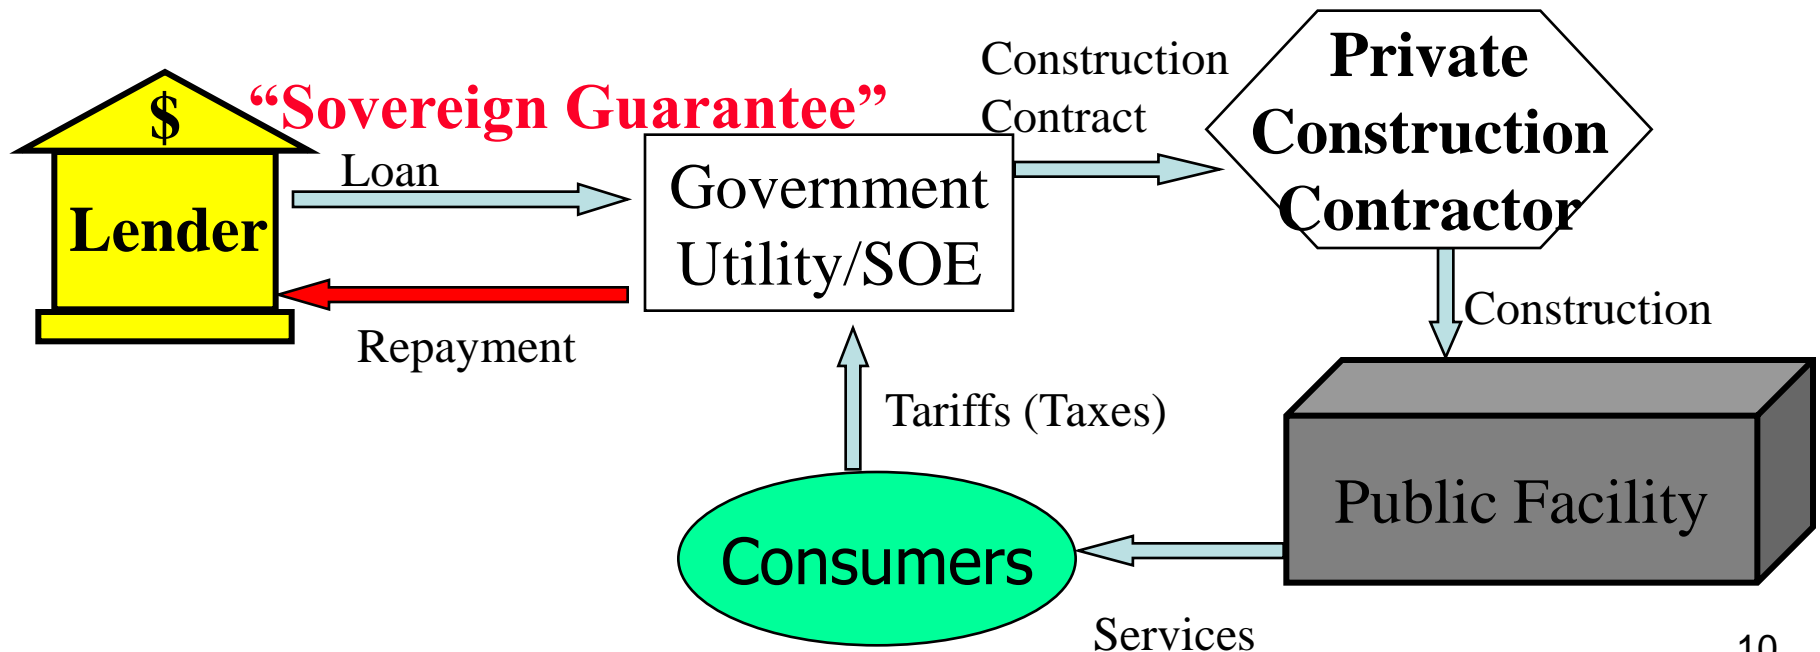 $
Lender
“Sovereign Guarantee”
Loan
Repayment
Government
Utility/SOE
Construction
Contract
Private
Construction
Contractor
Construction
Public Facility
Services
Consumers
Tariffs (Taxes)
10